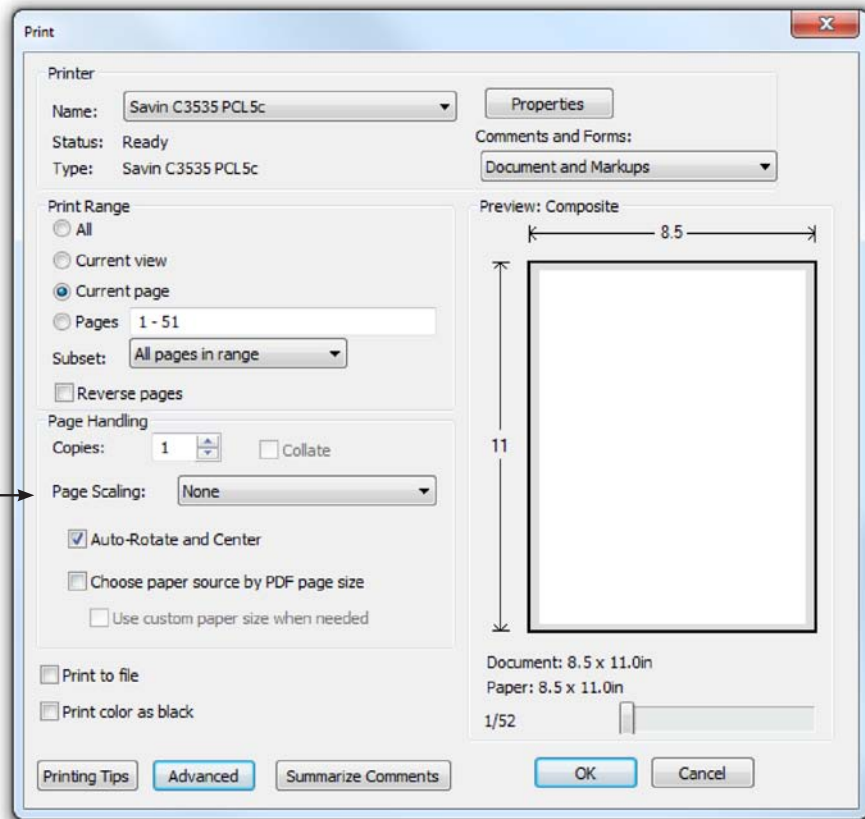 Print
Printer
Name: Savin C3535 PCL5c
Properties
Status: Ready
Comments and Forms:
Type: Savin C3535 PCL5c
Document and Markups
Print Range
All
Current view
Current page
Pages 1 - 51
Subset: All pages in range
Reverse pages
Page Handling
Copies: 1 Collate
Page Scaling: None
Auto-Rotate and Center
Choose paper source by PDF page size
Use custom paper size when needed
Print to file
Print color as black
Preview: Composite
8.5
11
Document: 8.5 x 11.0in
Paper: 8.5 x 11.0in
1/52
Printing Tips Advanced Summarize Comments OK Cancel